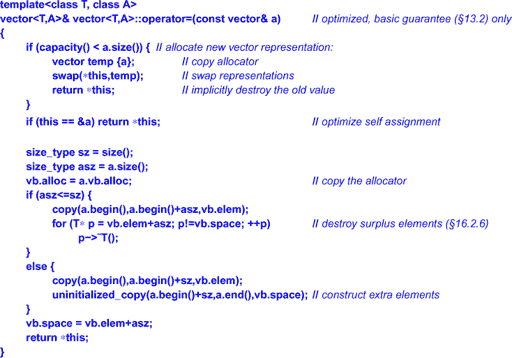 template<class T, class A>
vector<T,A>& vector<T,A>::operator=(const vector& a) // optimized, basic guarantee (§13.2) only
{
if (capacity() < a.size()) { // allocate new vector representation:
vector temp {a}; // copy allocator
swap(∗this,temp); // swap representations
return ∗this; // implicitly destroy the old value
}
if (this == &a) return ∗this; // optimize self assignment
size_type sz = size();
size_type asz = a.size();
vb.alloc = a.vb.alloc; // copy the allocator
if (asz<=sz) {
copy(a.begin(),a.begin()+asz,vb.elem);
for (T∗ p = vb.elem+asz; p!=vb.space; ++p) // destroy surplus elements (§16.2.6)
p−>~T();
}
else {
copy(a.begin(),a.begin()+sz,vb.elem);
uninitialized_copy(a.begin()+sz,a.end(),vb.space); // construct extra elements
}
vb.space = vb.elem+asz;
return ∗this;
}